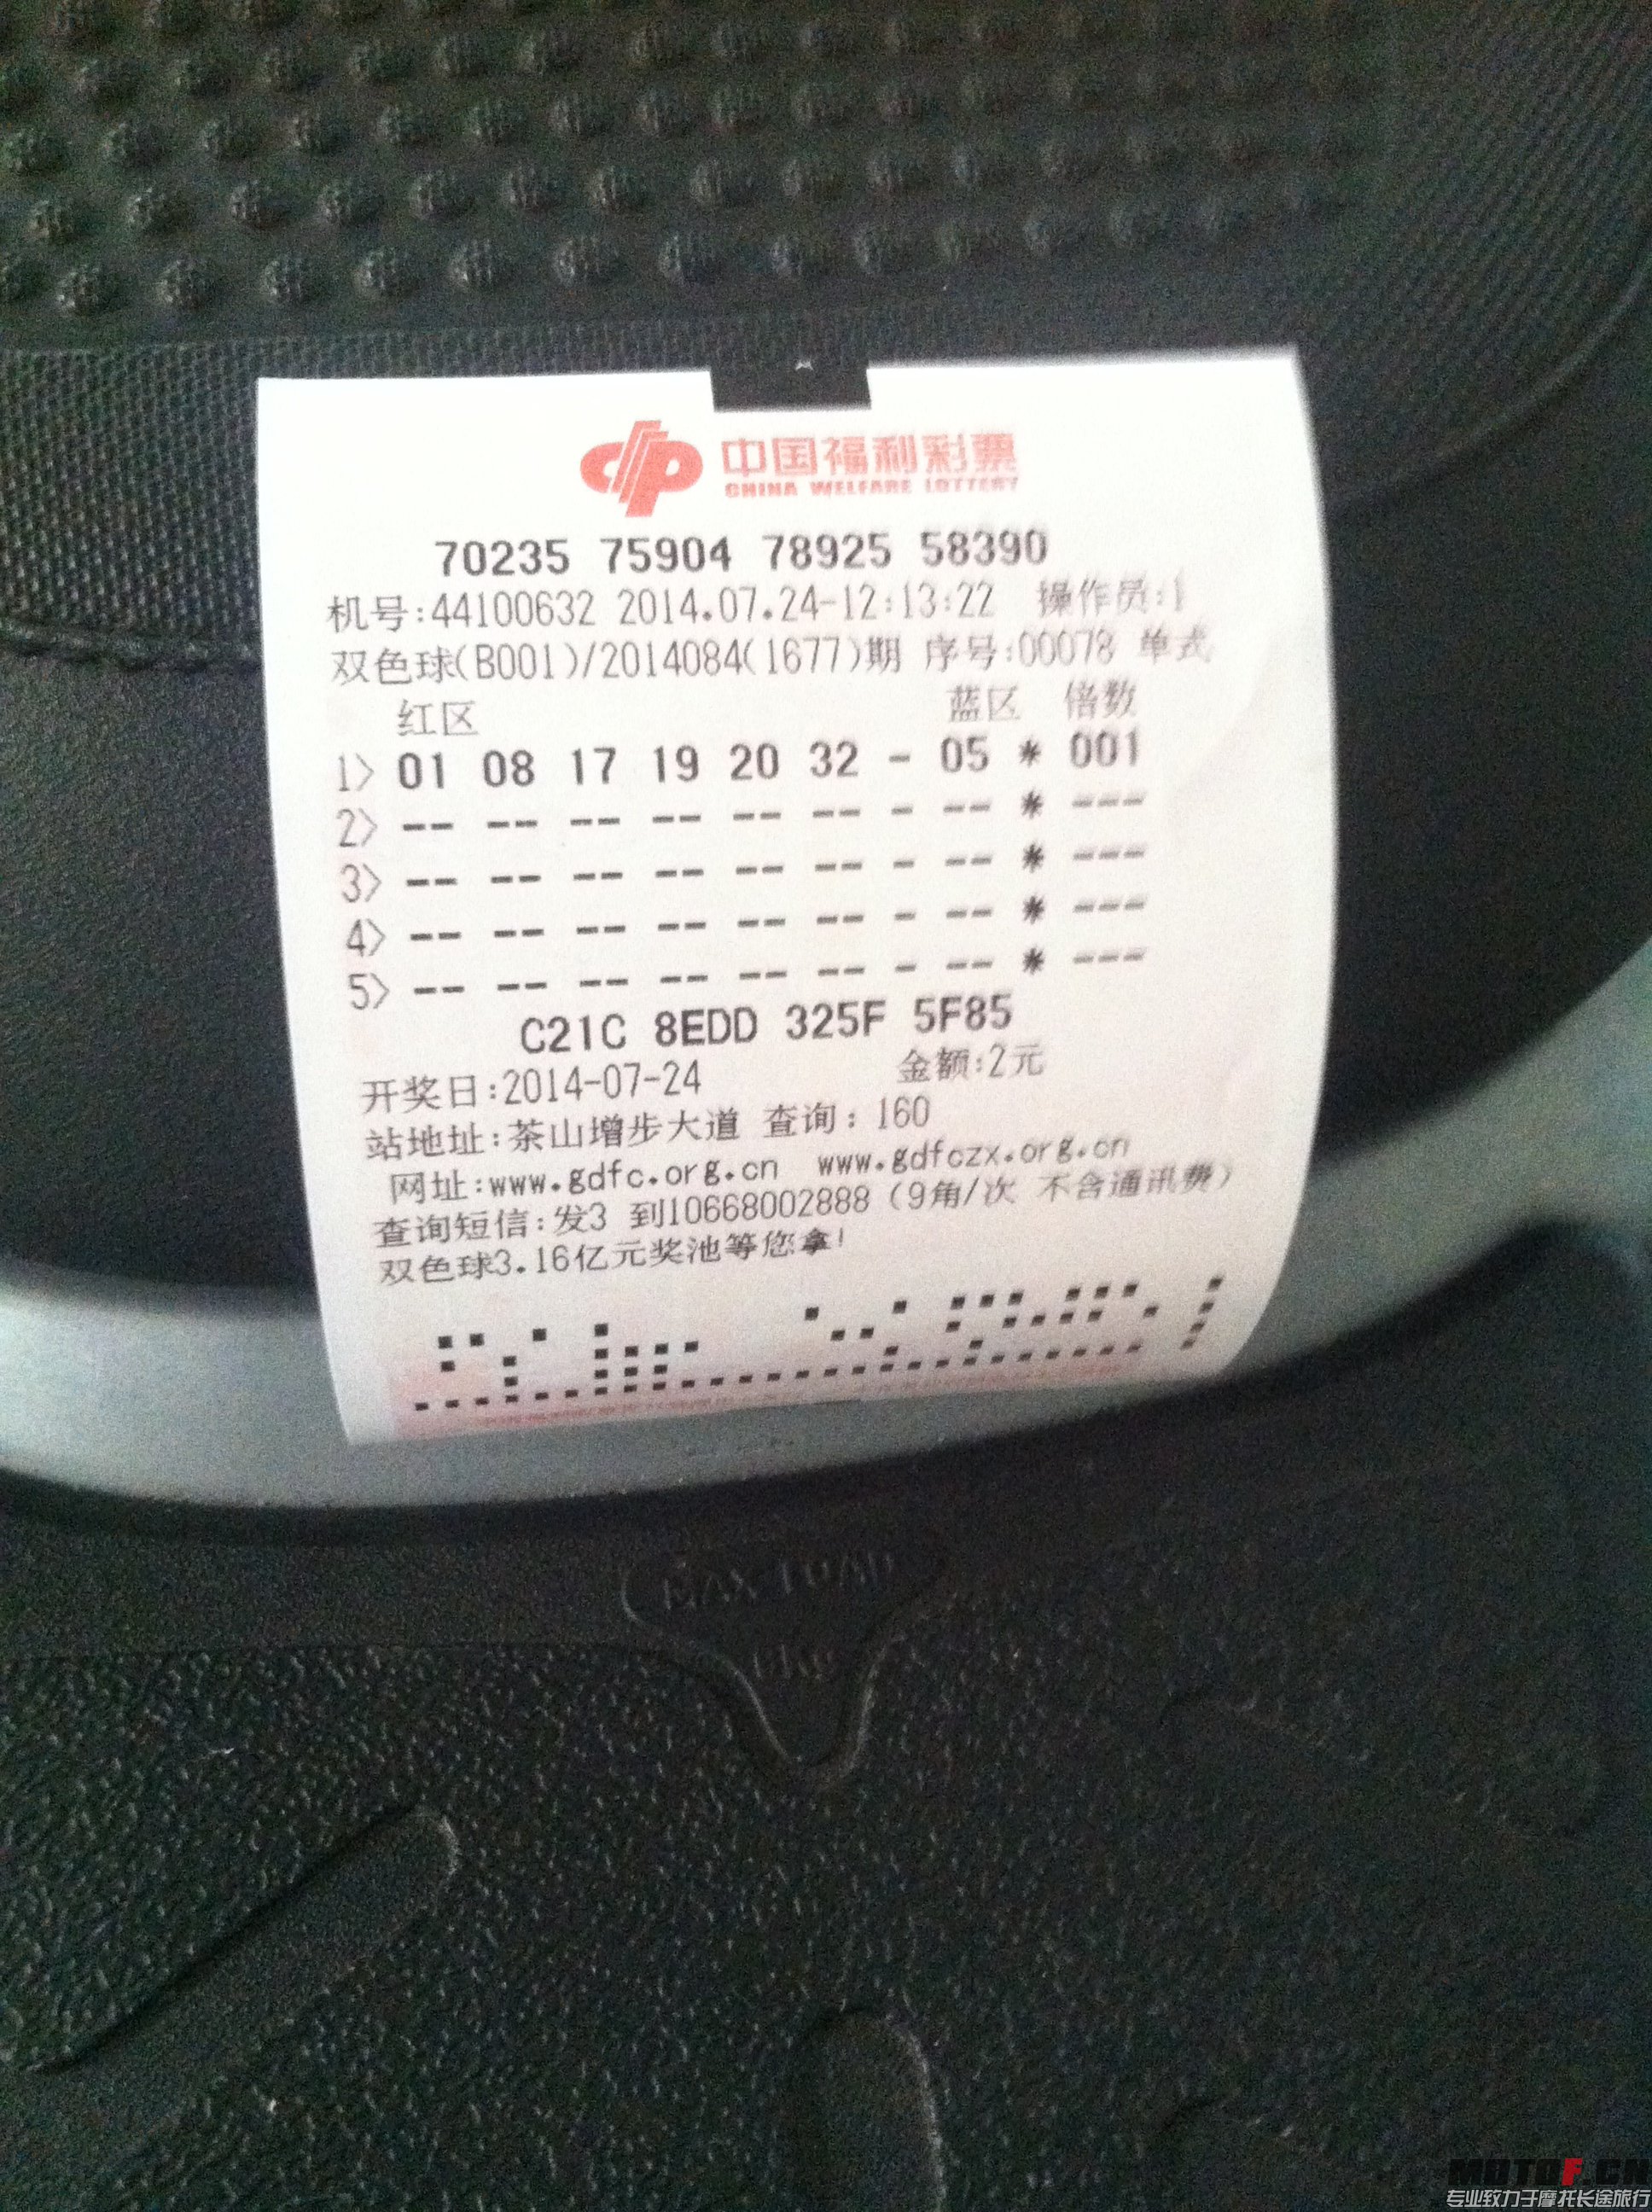 中国福利彩票
CHINA WELFARE LOTTERY
70235 75904 78925 58390
机号:44100632 2014.07.24-12:13:22 操作员:1
双色球(B001)/2014084(1677)期 序号:00078 单式
红区 蓝区 倍数
1> 01 08 17 19 20 32 - 05 * 001
2> -- -- -- -- -- -- - -- * ---
3> -- -- -- -- -- -- - -- * ---
4> -- -- -- -- -- -- - -- * ---
5> -- -- -- -- -- -- - -- * ---
C21C 8EDD 325F 5F85
开奖日:2014-07-24 金额:2元
站地址:茶山增步大道 查询: 160
网址:www.gdfc.org.cn www.gdfczx.org.cn
查询短信:发3 到10668002888 (9角/次 不含通讯费)
双色球3.16亿元奖池等您拿!
MAX LOAD
MOTOF.CN
专业致力于摩托长途旅行